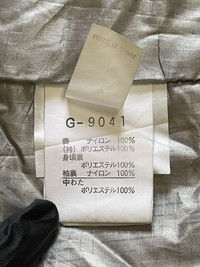 G-9041
表 ナイロン 100%
(衿) ポリエステル100%
身頃裏
ポリエステル100%
袖裏 ナイロン 100%
中わた
ポリエステル100%